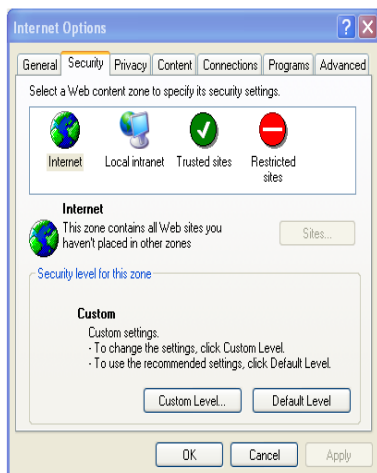 Internet Options
General Security Privacy Content Connections Programs Advanced
Select a Web content zone to specify its security settings.
Internet Local intranet Trusted sites Restricted
sites
Internet
This zone contains all Web sites you
haven't placed in other zones
Sites...
Security level for this zone
Custom
Custom settings.
- To change the settings, click Custom Level.
- To use the recommended settings, click Default Level.
Custom Level... Default Level
OK Cancel Apply